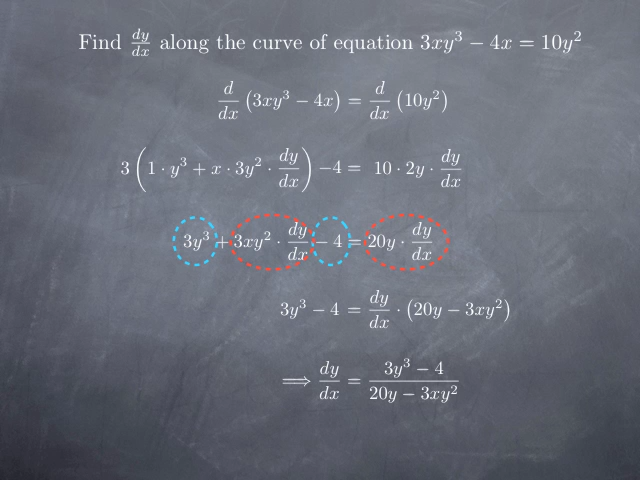 Find dy/dx along the curve of equation 3xy³ − 4x = 10y²
d/dx (3xy³ − 4x) = d/dx (10y²)
3(1 · y³ + x · 3y² · dy/dx) −4 = 10 · 2y · dy/dx
3y³ + 3xy² · dy/dx − 4 = 20y · dy/dx
3y³ − 4 = dy/dx · (20y − 3xy²)
⟹ dy/dx = (3y³ − 4)/(20y − 3xy²)